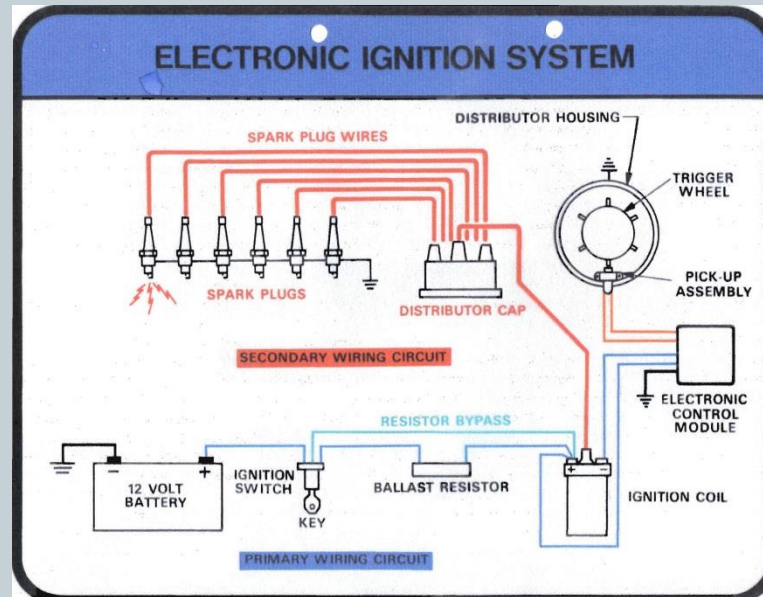 ELECTRONIC IGNITION SYSTEM
DISTRIBUTOR HOUSING
SPARK PLUG WIRES
TRIGGER
WHEEL
PICK-UP
ASSEMBLY
SPARK PLUGS
DISTRIBUTOR CAP
SECONDARY WIRING CIRCUIT
ELECTRONIC
CONTROL
MODULE
RESISTOR BYPASS
-
+
12 VOLT
BATTERY
IGNITION
SWITCH
KEY
BALLAST RESISTOR
+
-
IGNITION COIL
PRIMARY WIRING CIRCUIT